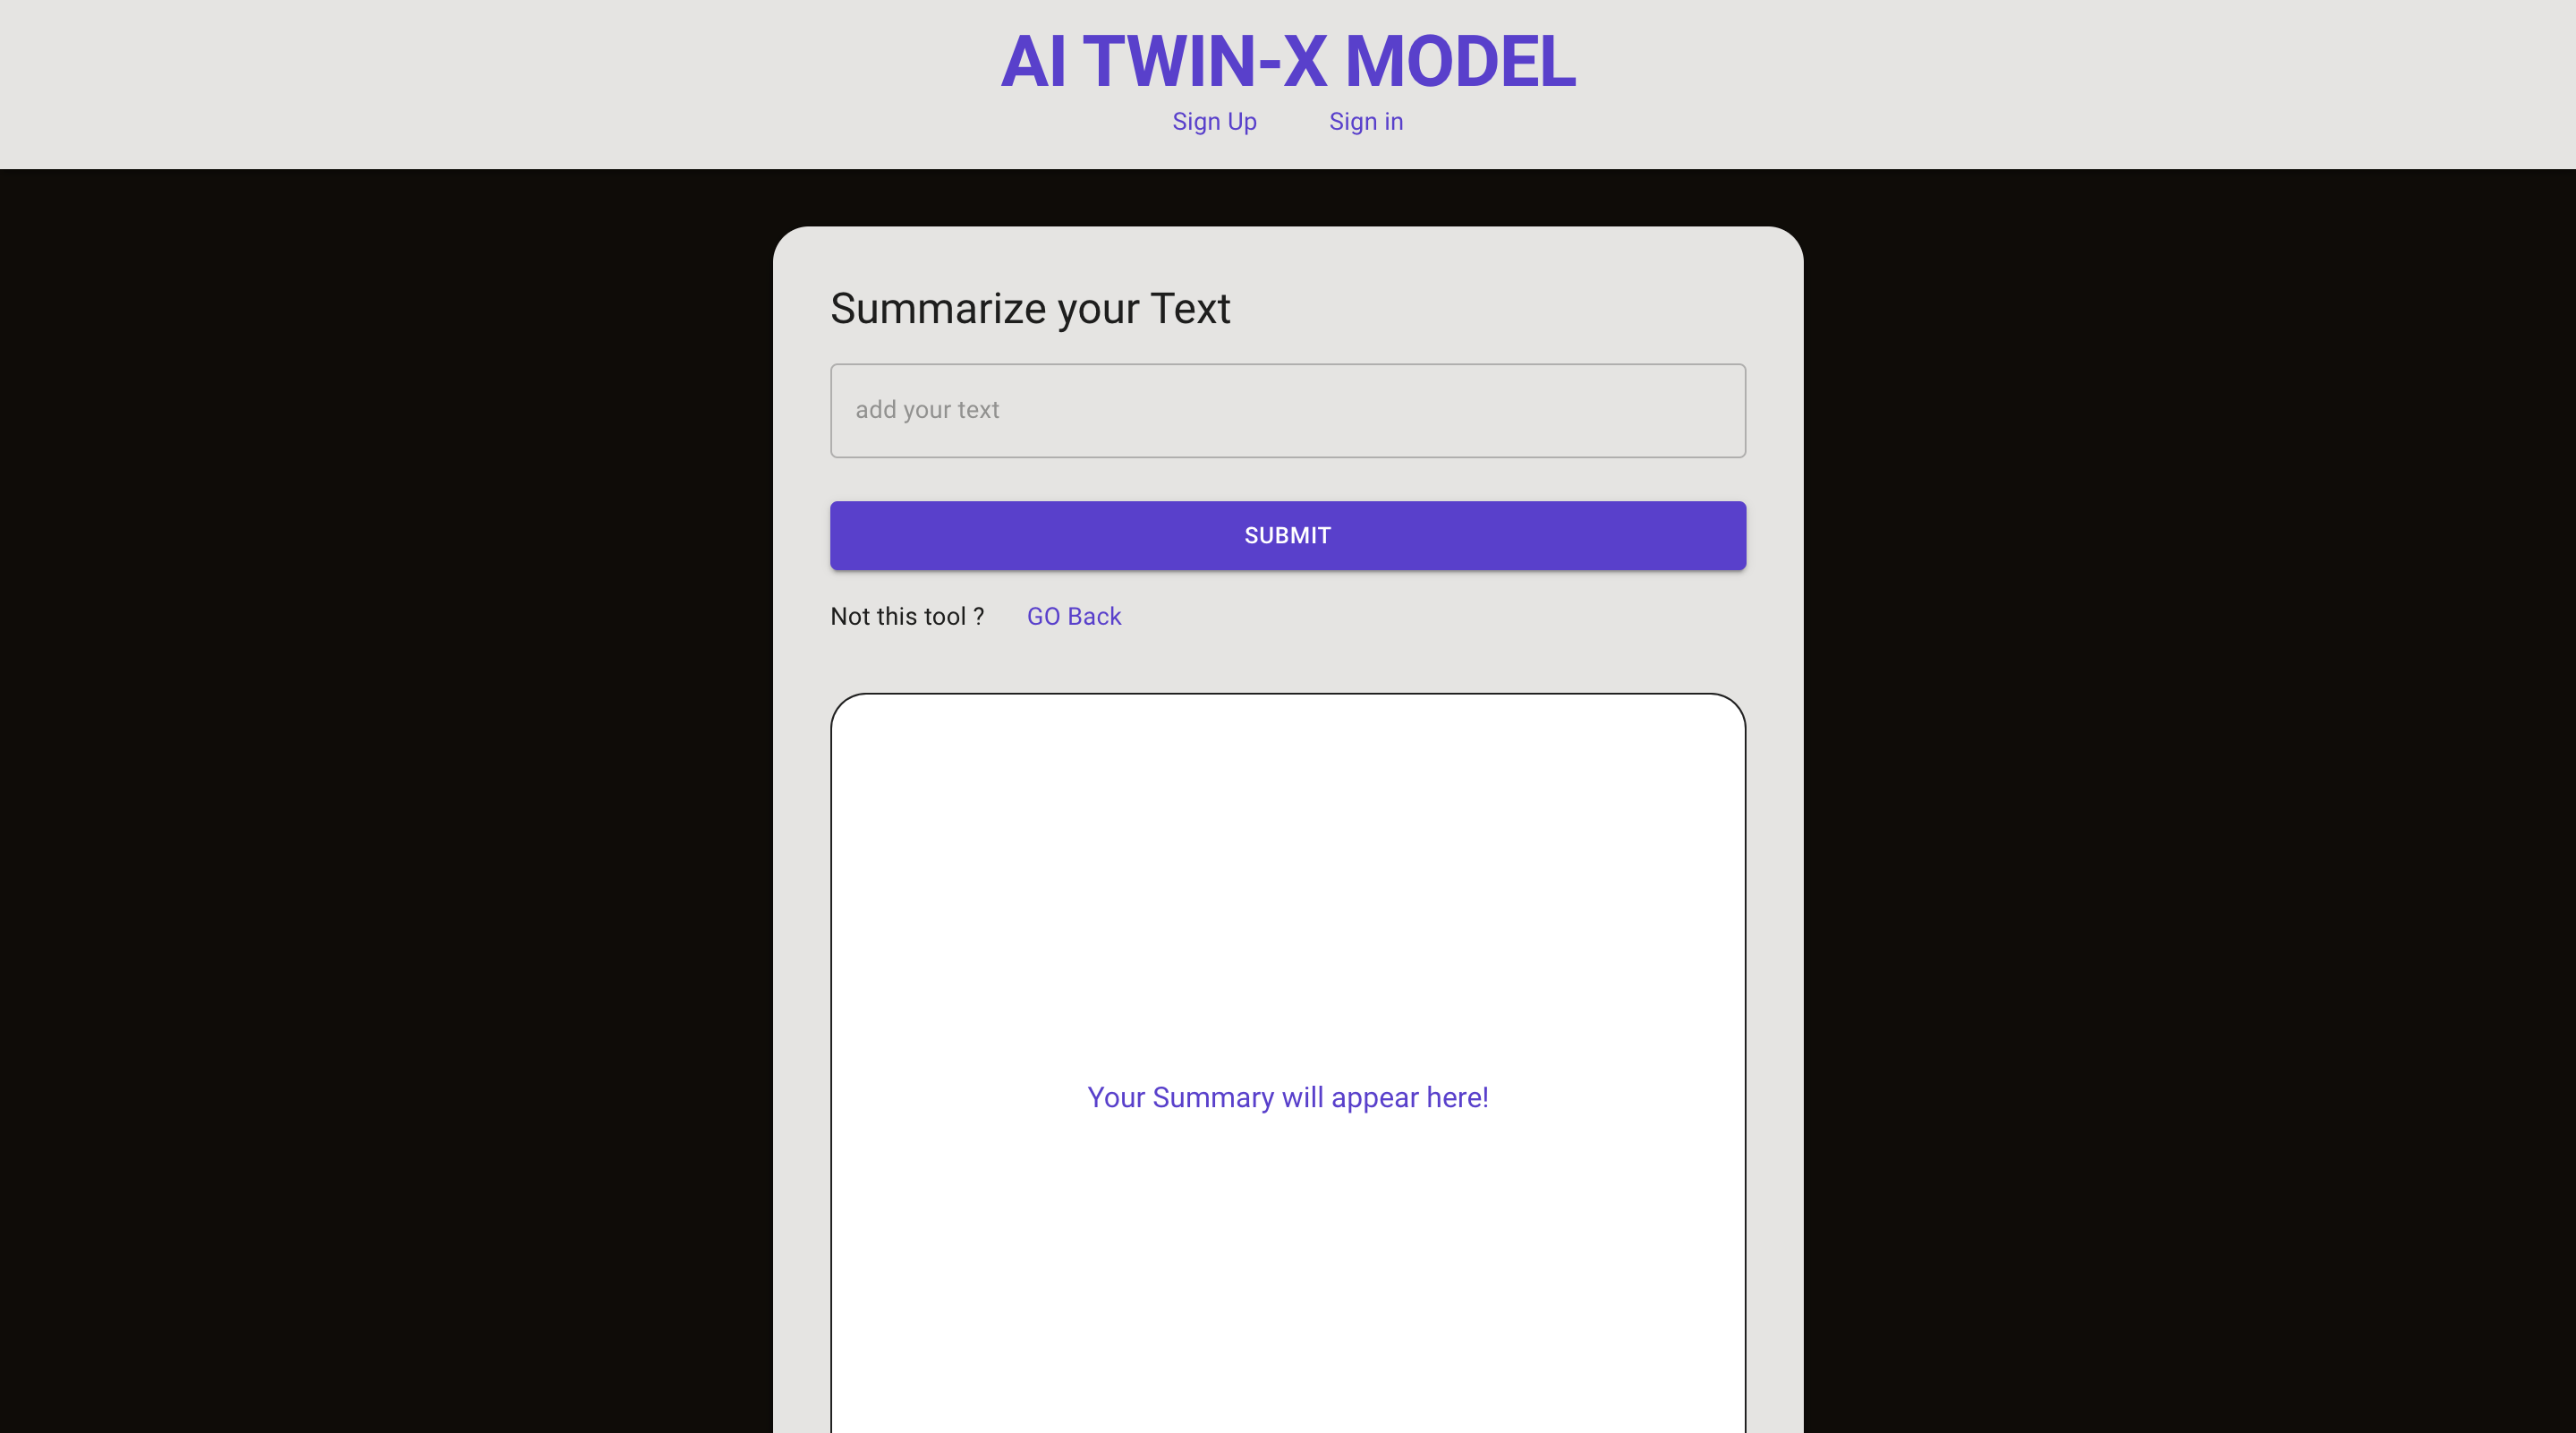 AI TWIN-X MODEL
Sign Up Sign in
Summarize your Text
add your text
SUBMIT
Not this tool ? GO Back
Your Summary will appear here!